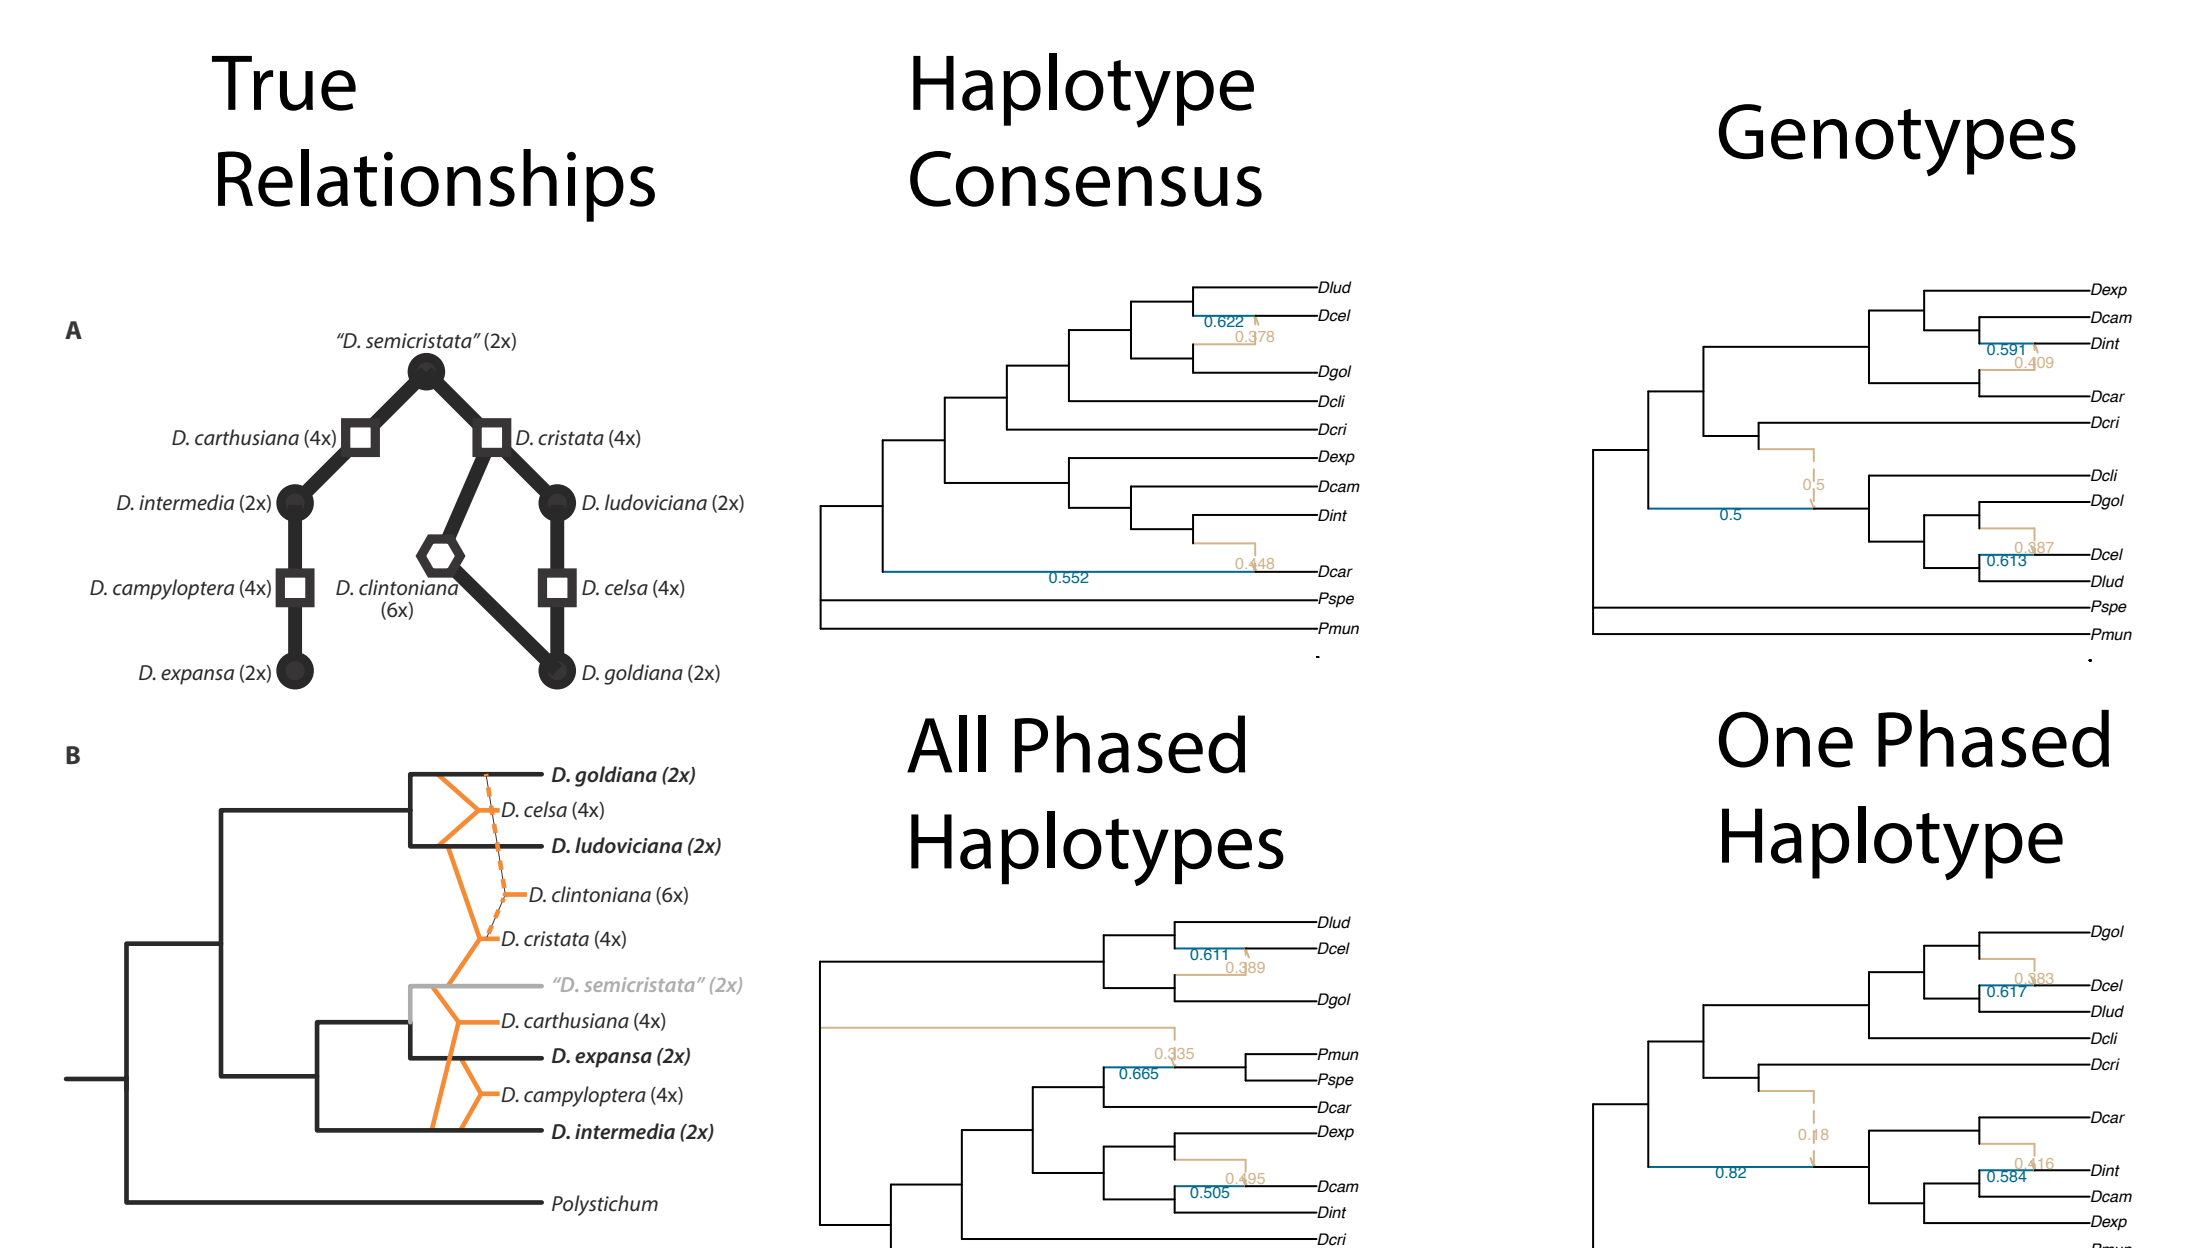 True
Relationships
Haplotype
Consensus
Genotypes
A
"D. semicristata" (2x)
D. carthusiana (4x)
D. cristata (4x)
D. intermedia (2x)
D. ludoviciana (2x)
D. campyloptera (4x)
D. clintoniana
(6x)
D. celsa (4x)
D. expansa (2x)
D. goldiana (2x)
Dlud
Dcel
0.622
0.378
Dgol
Dcli
Dcri
Dexp
Dcam
Dint
0.448
Dcar
0.552
Pspe
Pmun
Dexp
Dcam
Dint
0.591
0.409
Dcar
Dcri
Dcli
0.5
Dgol
0.5
0.387
Dcel
0.613
Dlud
Pspe
Pmun
B
D. goldiana (2x)
D. celsa (4x)
D. ludoviciana (2x)
D. clintoniana (6x)
D. cristata (4x)
"D. semicristata" (2x)
D. carthusiana (4x)
D. expansa (2x)
D. campyloptera (4x)
D. intermedia (2x)
Polystichum
All Phased
Haplotypes
Dlud
Dcel
0.611
0.389
Dgol
0.335
Pmun
0.665
Pspe
Dcar
Dexp
0.495
Dcam
0.505
Dint
Dcri
One Phased
Haplotype
Dgol
0.383
Dcel
0.617
Dlud
Dcli
Dcri
Dcar
0.18
0.416
Dint
0.82
0.584
Dcam
Dexp